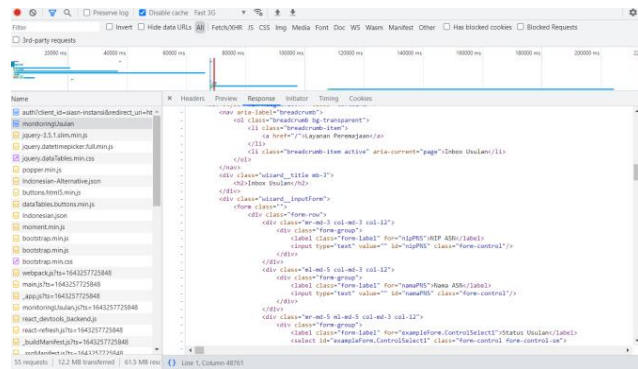 Preserve log Disable cache Fast 3G
Filter Invert Hide data URLs All Fetch/XHR JS CSS Img Media Font Doc WS Wasm Manifest Other Has blocked cookies Blocked Requests
3rd-party requests
20000 ms 40000 ms 60000 ms 80000 ms 100000 ms 120000 ms 140000 ms 160000 ms 180000 ms 200000 ms
Name
auth?client_id=siasn-instansi&redirect_uri=ht
monitoringUsulan
jquery-3.5.1.slim.min.js
jquery.datetimepicker.full.min.js
jquery.dataTables.min.css
popper.min.js
Indonesian-Alternative.json
buttons.html5.min.js
dataTables.buttons.min.js
Indonesian.json
moment.min.js
bootstrap.min.js
bootstrap.min.js
bootstrap.min.css
webpack.js?ts=1643257725848
main.js?ts=1643257725848
_app.js?ts=1643257725848
monitoringUsulan.js?ts=1643257725848
react_devtools_backend.js
react-refresh.js?ts=1643257725848
_buildManifest.js?ts=1643257725848
_ssgManifest.js?ts=1643257725848
55 requests 12.2 MB transferred 61.5 MB resou
Headers Preview Response Initiator Timing Cookies
<nav aria-label="breadcrumb">
<ol class="breadcrumb bg-transparent">
<li class="breadcrumb-item">
<a href="/">Layanan Peremajaan</a>
</li>
<li class="breadcrumb-item active" aria-current="page">Inbox Usulan</li>
</ol>
</nav>
<div class="wizard__title mb-3">
<h2>Inbox Usulan</h2>
</div>
<div class="wizard__inputForm">
<form class="">
<div class="form-row">
<div class="mr-md-3 col-md-3 col-12">
<div class="form-group">
<label class="form-label" for="nipPNS">NIP ASN</label>
<input type="text" value="" id="nipPNS" class="form-control"/>
</div>
</div>
<div class="ml-md-5 col-md-3 col-12">
<div class="form-group">
<label class="form-label" for="namaPNS">Nama ASN</label>
<input type="text" value="" id="namaPNS" class="form-control"/>
</div>
</div>
<div class="mr-md-5 ml-md-5 col-md-3 col-12">
<div class="form-group">
<label class="form-label" for="exampleForm.ControlSelect1">Status Usulan</label>
<select id="exampleForm.ControlSelect1" class="form-control form-control-sm">
{} Line 1, Column 48761